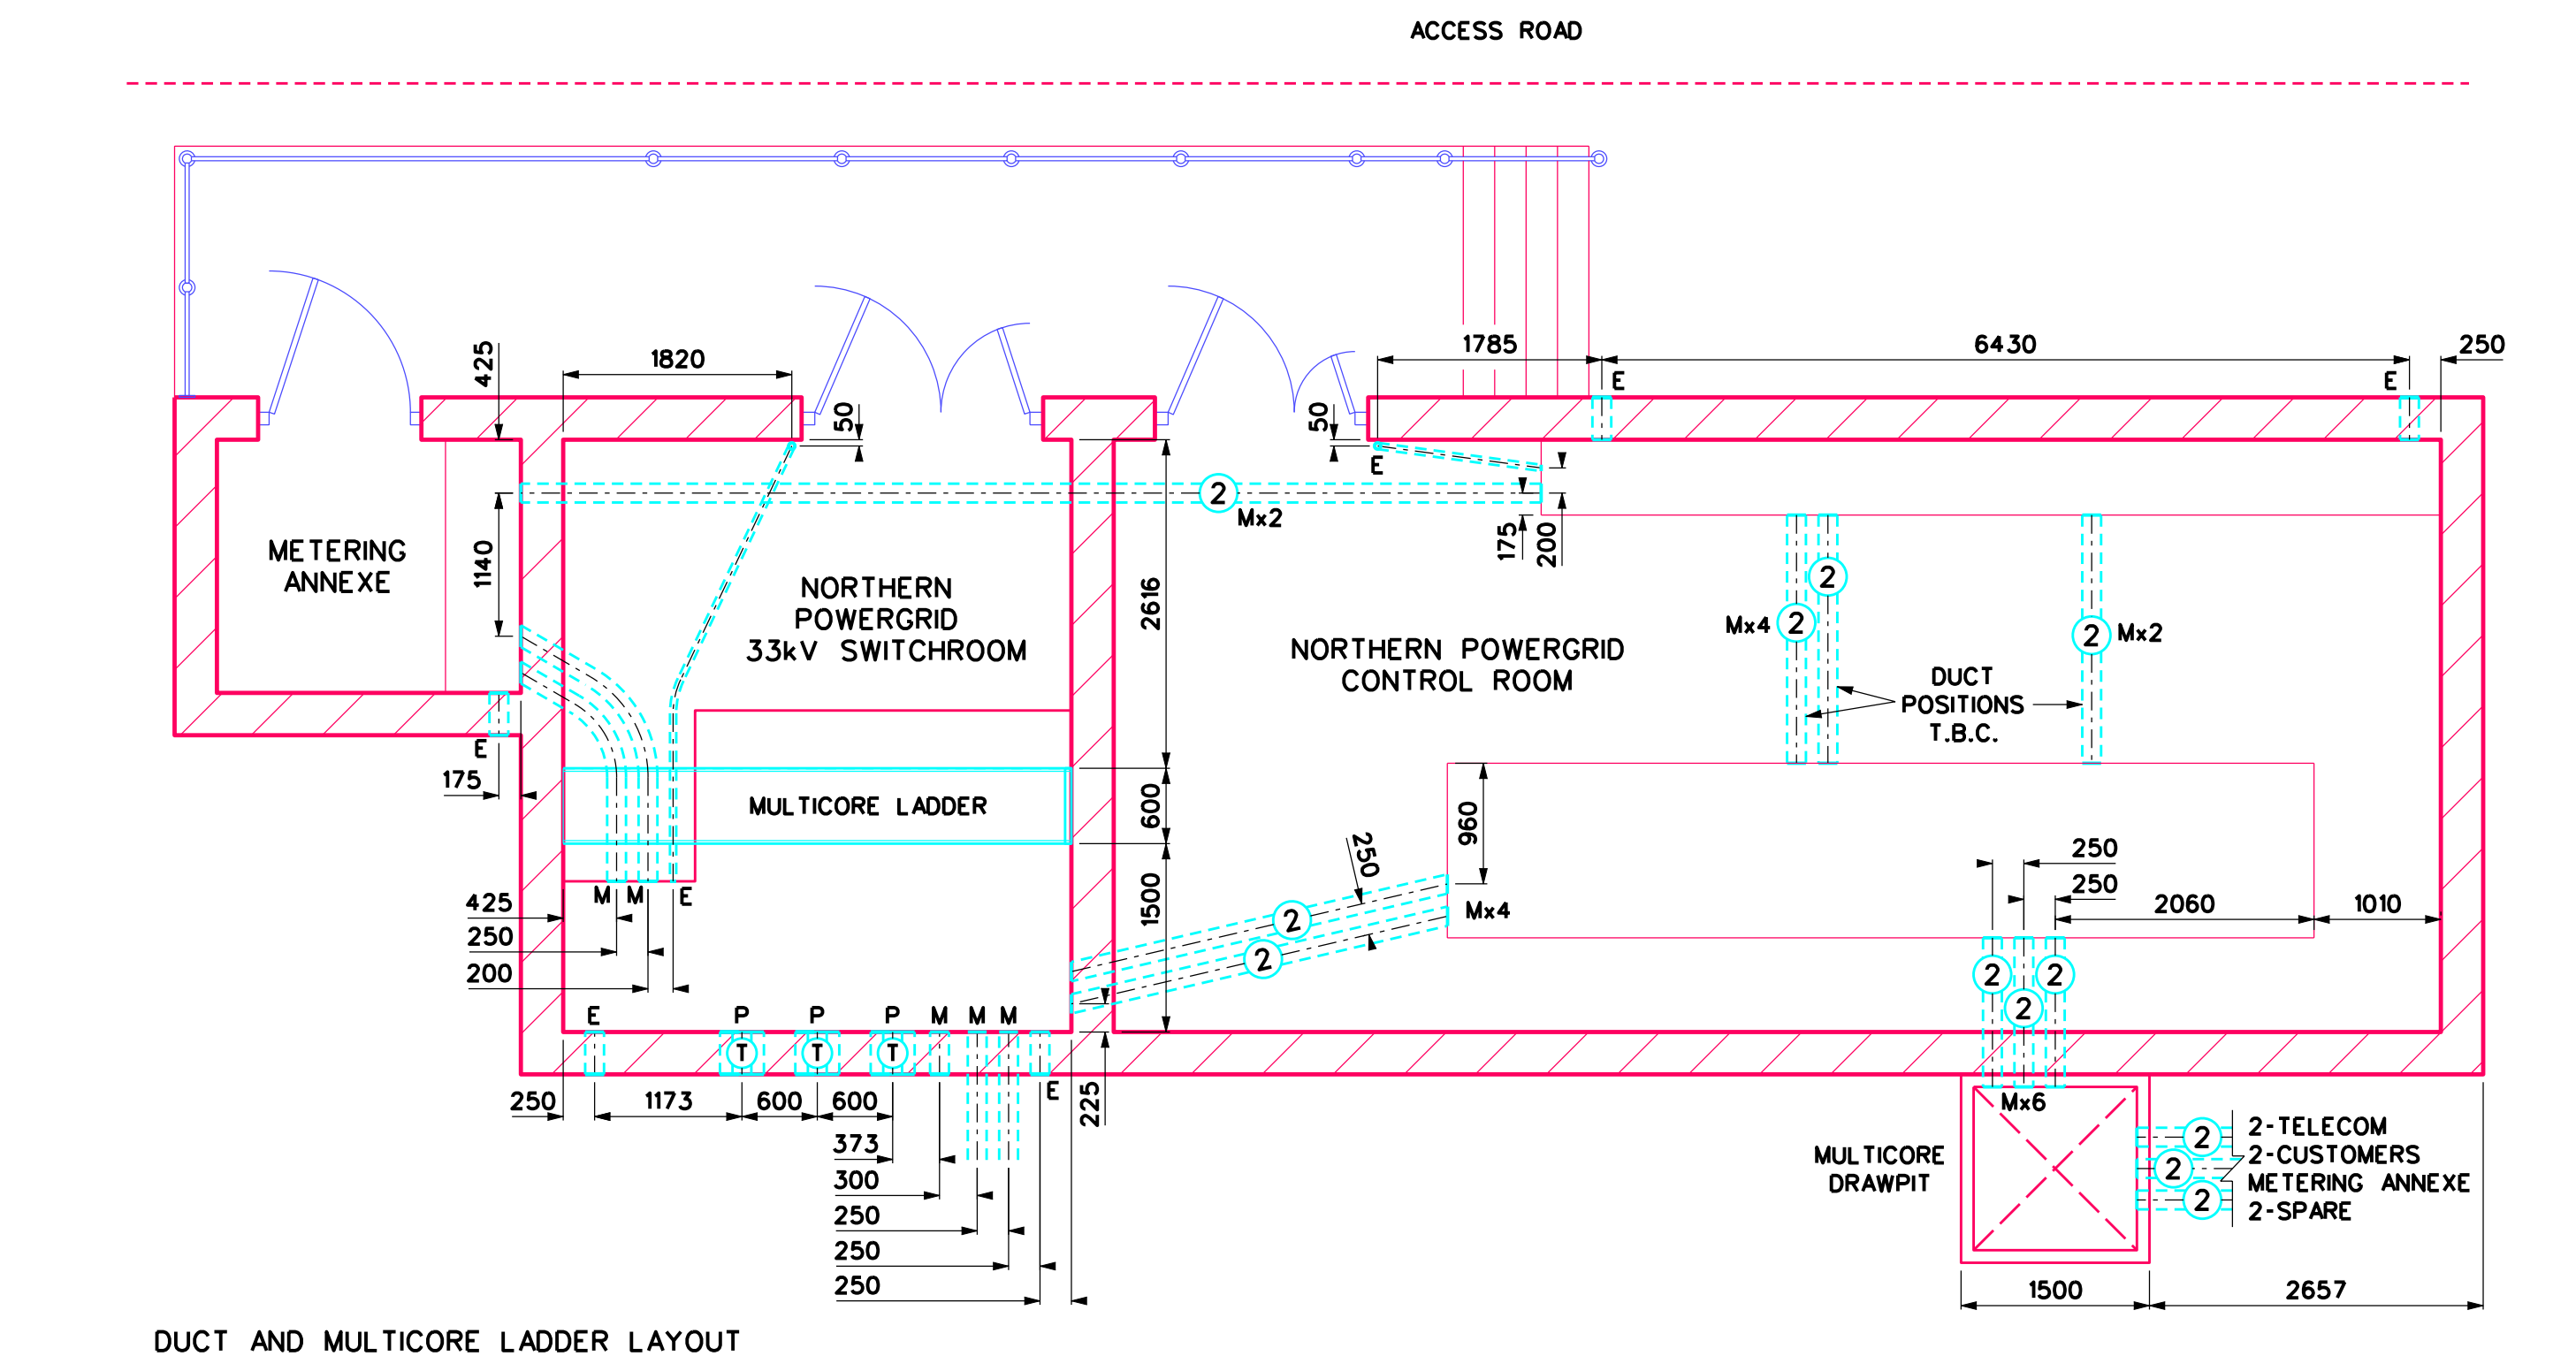 ACCESS ROAD
1785
6430
250
425
1820
50
50
E
E
E
METERING
ANNEXE
1140
2
Mx2
175
200
NORTHERN
POWERGRID
33kV SWITCHROOM
2616
NORTHERN POWERGRID
CONTROL ROOM
2
Mx4
2
2
Mx2
DUCT
POSITIONS
T.B.C.
E
175
MULTICORE LADDER
600
960
250
250
250
2060
1010
M
M
E
425
250
200
1500
2
2
Mx4
2
2
2
E
P
P
P
M
M
M
T
T
T
E
250
1173
600
600
225
373
300
250
250
250
Mx6
MULTICORE
DRAWPIT
2
2
2
2-TELECOM
2-CUSTOMERS
METERING ANNEXE
2-SPARE
1500
2657
DUCT AND MULTICORE LADDER LAYOUT